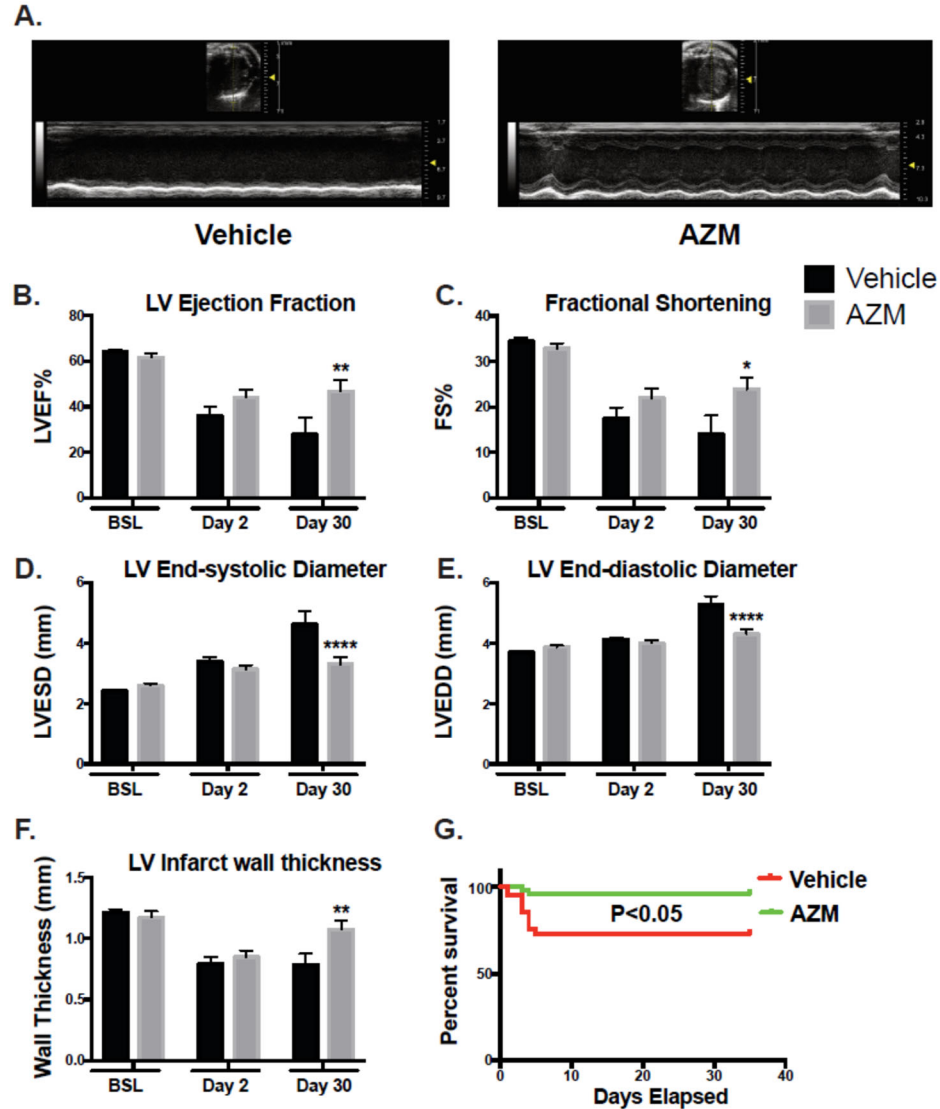 A.
Vehicle
AZM
Vehicle
AZM
B.
LV Ejection Fraction
LVEF%
80
60
40
20
0
BSL
Day 2
Day 30
**
C.
Fractional Shortening
FS%
40
30
20
10
0
BSL
Day 2
Day 30
*
D.
LV End-systolic Diameter
LVESD (mm)
6
4
2
0
BSL
Day 2
Day 30
****
E.
LV End-diastolic Diameter
LVEDD (mm)
6
4
2
0
BSL
Day 2
Day 30
****
F.
LV Infarct wall thickness
Wall Thickness (mm)
1.5
1.0
0.5
0.0
BSL
Day 2
Day 30
**
G.
Percent survival
100
50
0
P<0.05
Vehicle
AZM
0 10 20 30 40
Days Elapsed